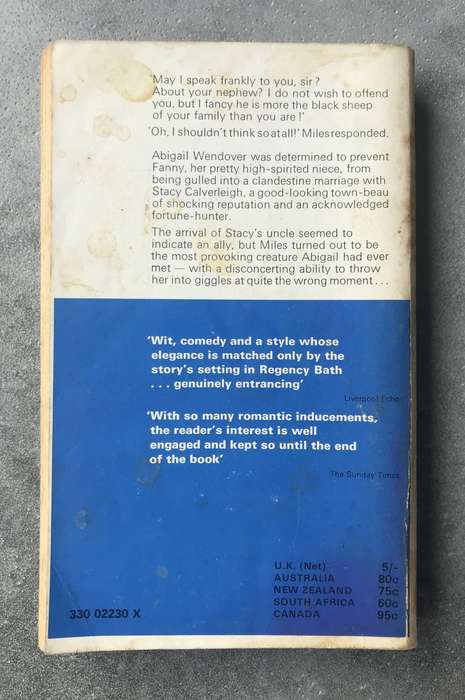 'May I speak frankly to you, sir?
About your nephew? I do not wish to offend
you, but I fancy he is more the black sheep
of your family than you are!'
'Oh, I shouldn't think so at all!' Miles responded.
Abigail Wendover was determined to prevent
Fanny, her pretty high-spirited niece, from
being gulled into a clandestine marriage with
Stacy Calverleigh, a good-looking town-beau
of shocking reputation and an acknowledged
fortune-hunter.
The arrival of Stacy's uncle seemed to
indicate an ally, but Miles turned out to be
the most provoking creature Abigail had ever
met — with a disconcerting ability to throw
her into giggles at quite the wrong moment...
'Wit, comedy and a style whose
elegance is matched only by the
story's setting in Regency Bath
... genuinely entrancing'
Liverpool Echo
'With so many romantic inducements,
the reader's interest is well
engaged and kept so until the end
of the book'
The Sunday Times
U.K. (Net) 5/-
AUSTRALIA 80c
NEW ZEALAND 75c
SOUTH AFRICA 60c
CANADA 95c
330 02230 X